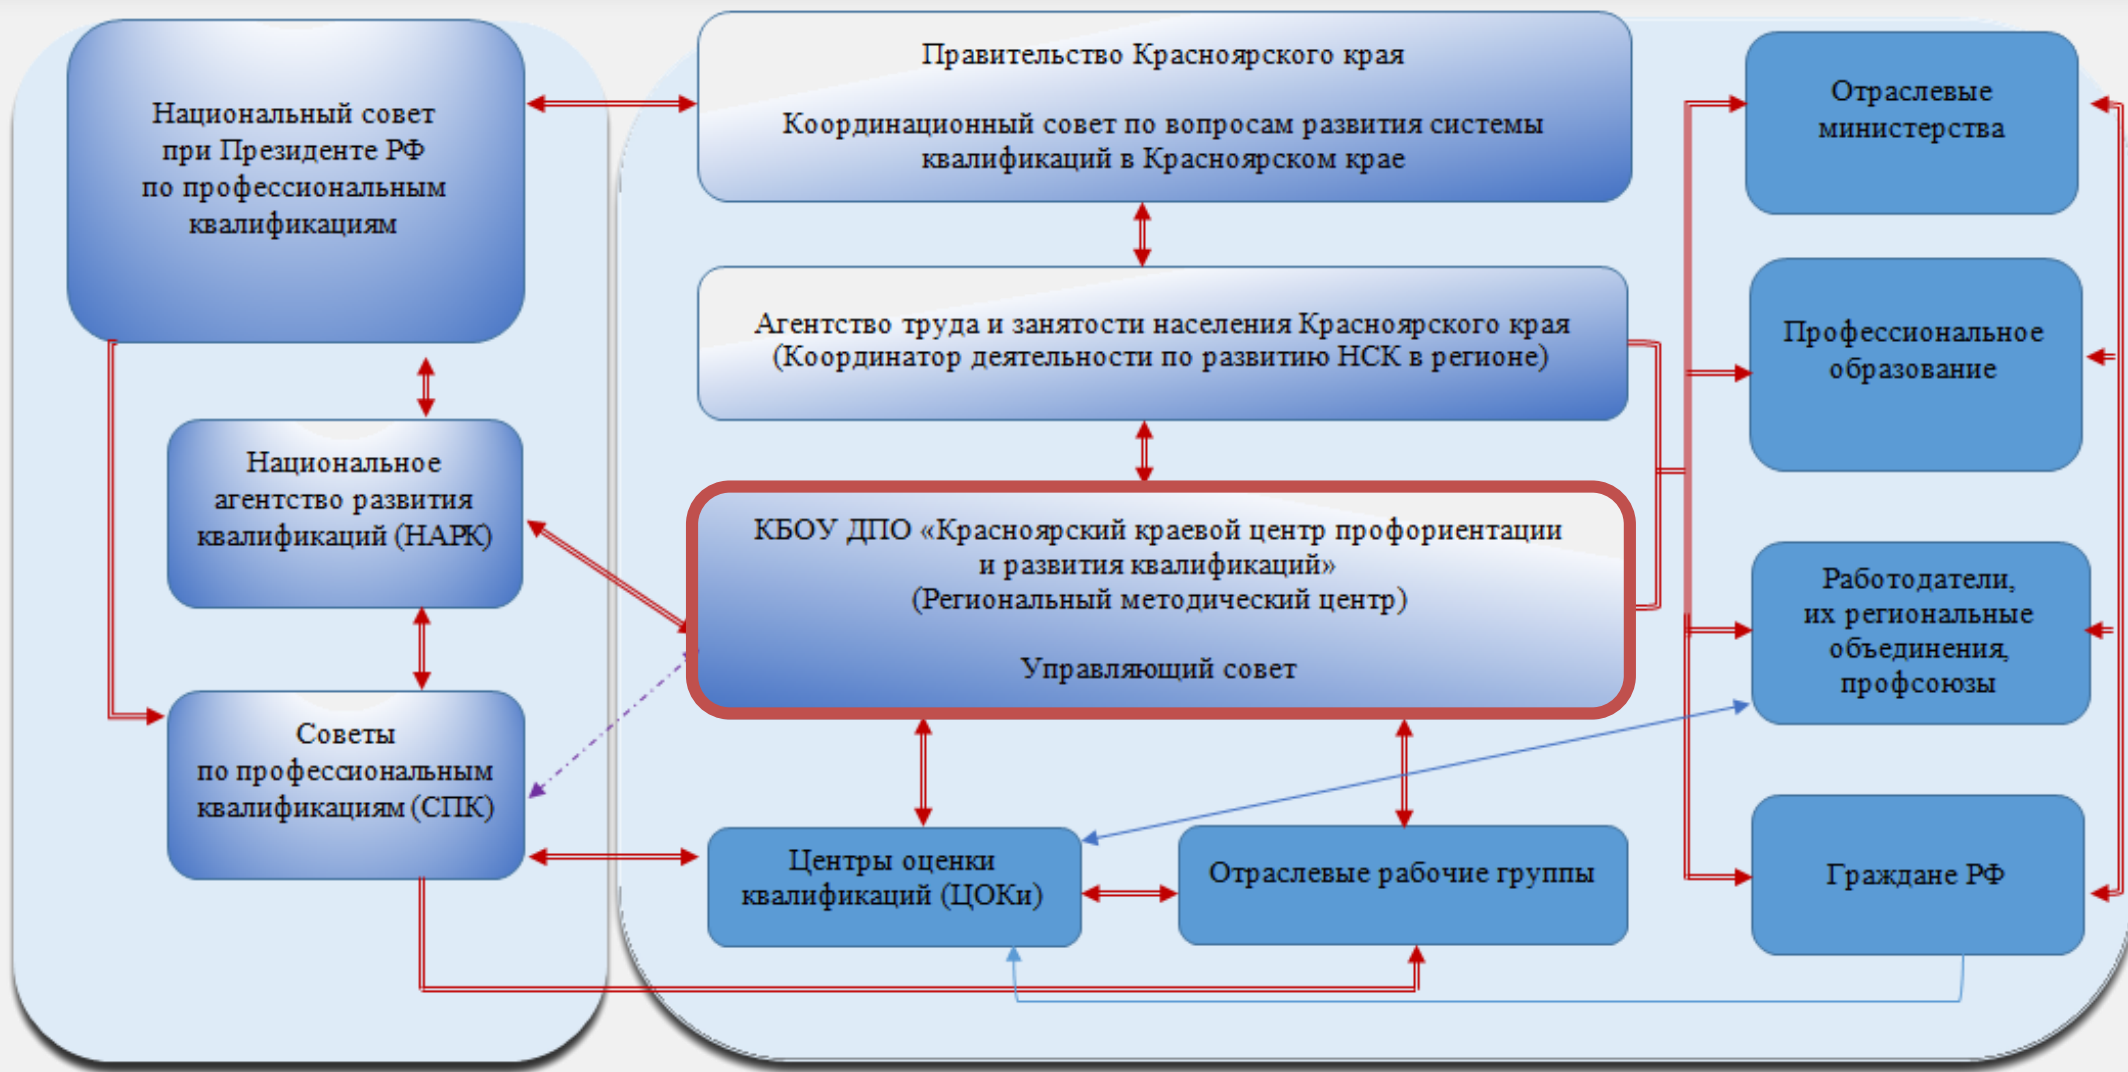 Национальный совет
при Президенте РФ
по профессиональным
квалификациям
Национальное
агентство развития
квалификаций (НАРК)
Советы
по профессиональным
квалификациям (СПК)
Правительство Красноярского края
Координационный совет по вопросам развития системы
квалификаций в Красноярском крае
Агентство труда и занятости населения Красноярского края
(Координатор деятельности по развитию НСК в регионе)
КБОУ ДПО «Красноярский краевой центр профориентации
и развития квалификаций»
(Региональный методический центр)
Управляющий совет
Центры оценки
квалификаций (ЦОКи)
Отраслевые рабочие группы
Отраслевые
министерства
Профессиональное
образование
Работодатели,
их региональные
объединения,
профсоюзы
Граждане РФ